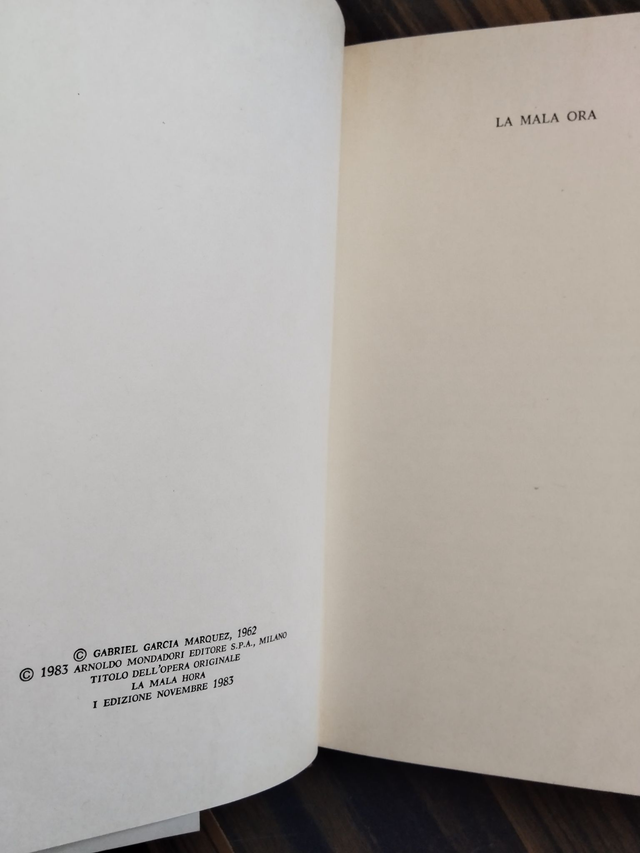 © GABRIEL GARCIA MARQUEZ, 1962
© 1983 ARNOLDO MONDADORI EDITORE S.P.A., MILANO
TITOLO DELL'OPERA ORIGINALE
LA MALA HORA
I EDIZIONE NOVEMBRE 1983
LA MALA ORA